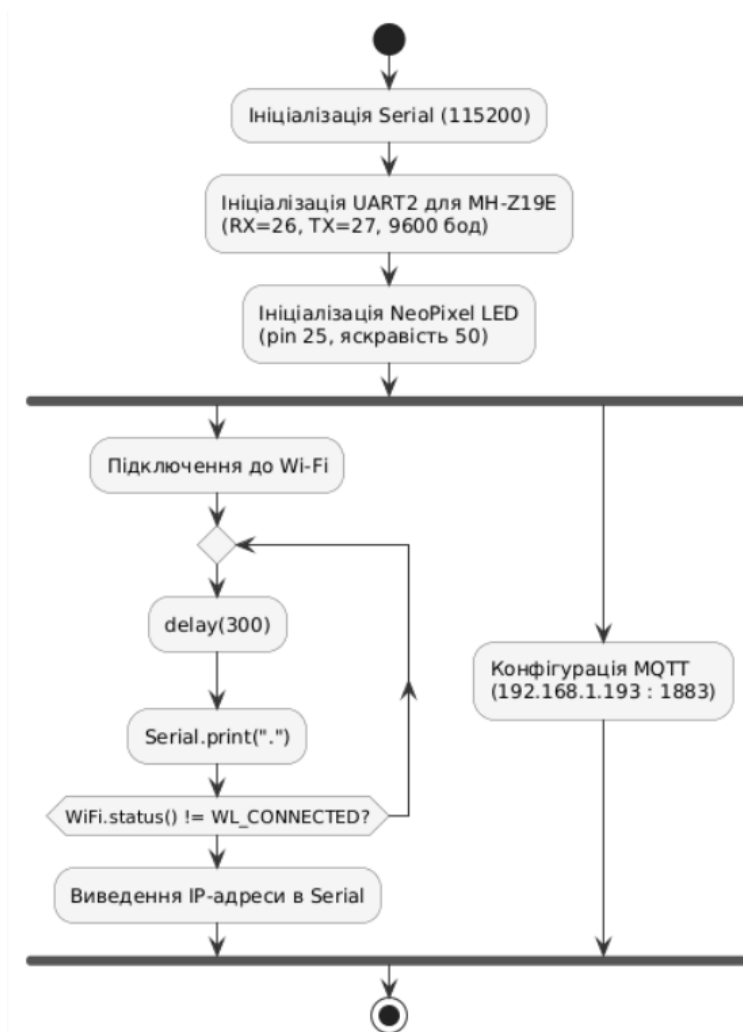 Ініціалізація Serial (115200)
Ініціалізація UART2 для MH-Z19E
(RX=26, TX=27, 9600 бод)
Ініціалізація NeoPixel LED
(pin 25, яскравість 50)
Підключення до Wi-Fi
delay(300)
Serial.print(".")
WiFi.status() != WL_CONNECTED?
Виведення IP-адреси в Serial
Конфігурація MQTT
(192.168.1.193 : 1883)